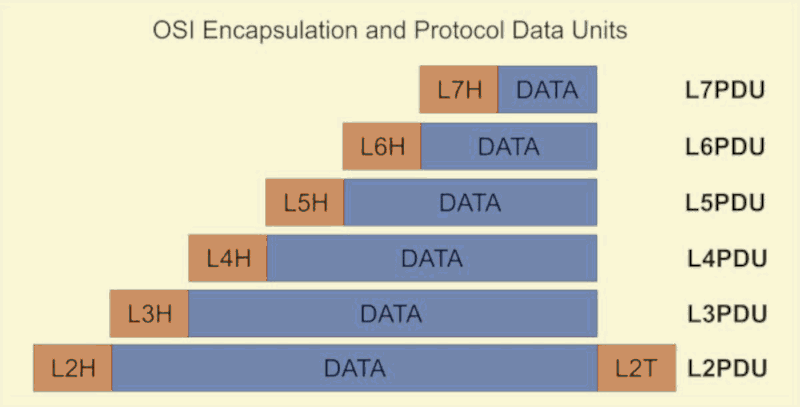 OSI Encapsulation and Protocol Data Units
L7H DATA L7PDU
L6H DATA L6PDU
L5H DATA L5PDU
L4H DATA L4PDU
L3H DATA L3PDU
L2H DATA L2T L2PDU